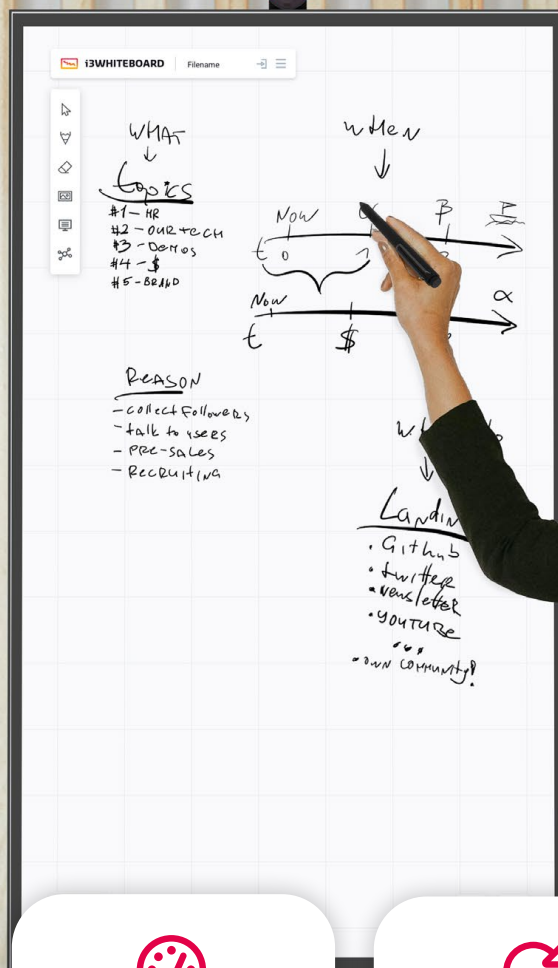 i3WHITEBOARD Filename
WHAT
topics
#1 - HR
#2 - OUR tECH
#3 - DEMOS
#4 - $
#5 - BRAND
WHEN
NOW β
t 0 1
NOW α
t $
REASON
- COllECt FOllOWERS
- tAlk to USERS
- PRE-SALES
- RECRUItING
• GitHub
• twitter
• Newsletter
• YOUTUBE
...
• OWN COMMUNITY!